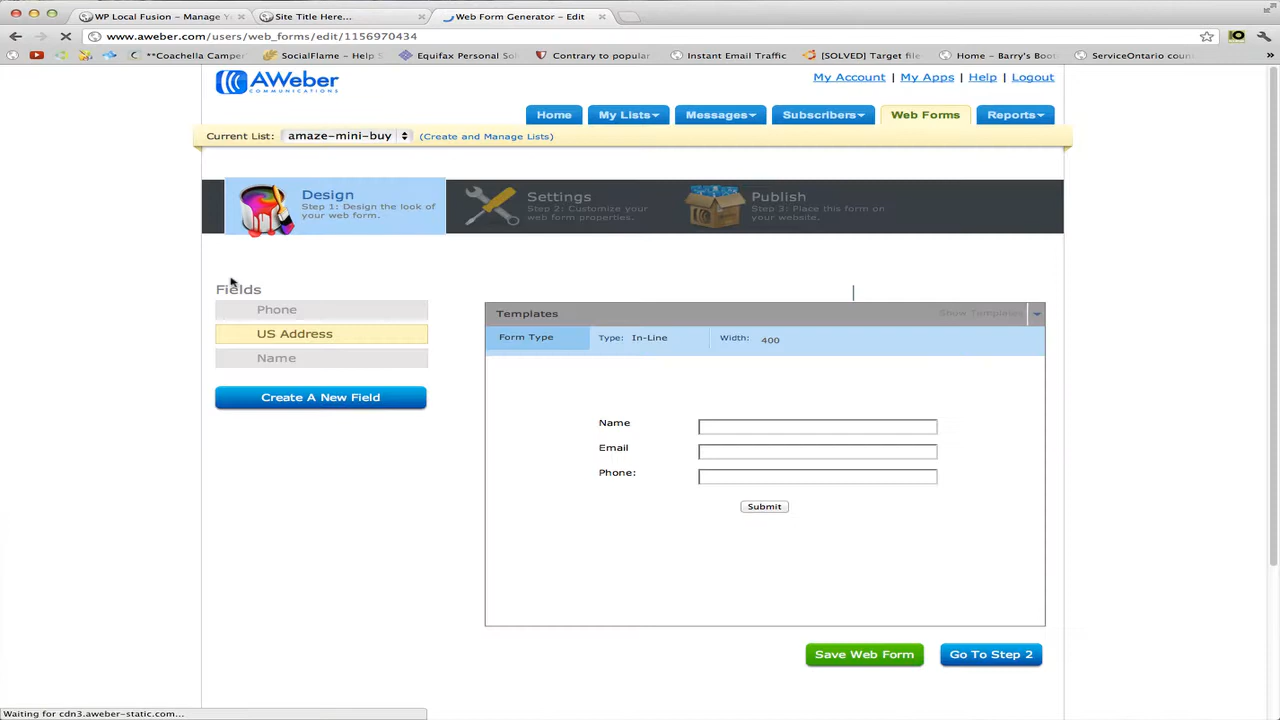 WP Local Fusion – Manage Y
Site Title Here...
Web Form Generator – Edit
www.aweber.com/users/web_forms/edit/1156970434
**Coachella Camper
SocialFlame – Help
Equifax Personal Sol
Contrary to popular
Instant Email Traffic
[SOLVED] Target file
Home – Barry's Boot
ServiceOntario coun
AWeber
COMMUNICATIONS
My Account | My Apps | Help | Logout
Home
My Lists
Messages
Subscribers
Web Forms
Reports
Current List: amaze-mini-buy (Create and Manage Lists)
Design
Step 1: Design the look of
your web form.
Settings
Step 2: Customize your
web form properties.
Publish
Step 3: Place this form on
your website.
Fields
Phone
US Address
Name
Create A New Field
Templates
Show Templates
Form Type
Type: In-Line
Width: 400
Name
Email
Phone:
Submit
Save Web Form
Go To Step 2
Waiting for cdn3.aweber-static.com...